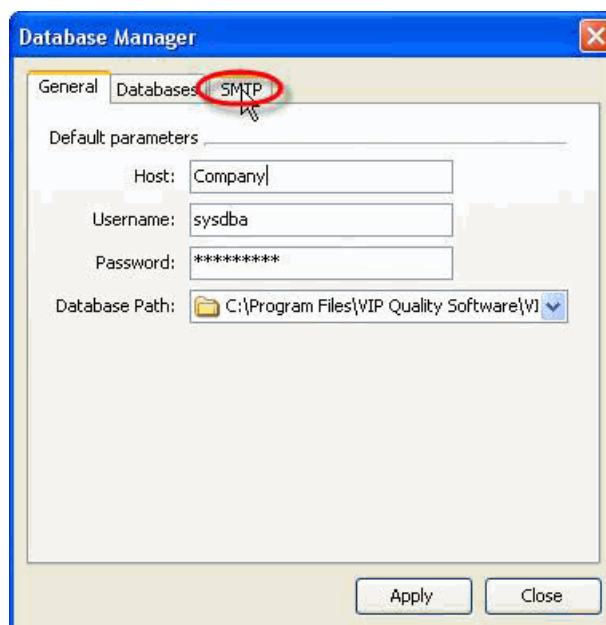 Database Manager
General Databases SMTP
Default parameters
Host: Company
Username: sysdba
Password: *********
Database Path: C:\Program Files\VIP Quality Software\VI
Apply Close